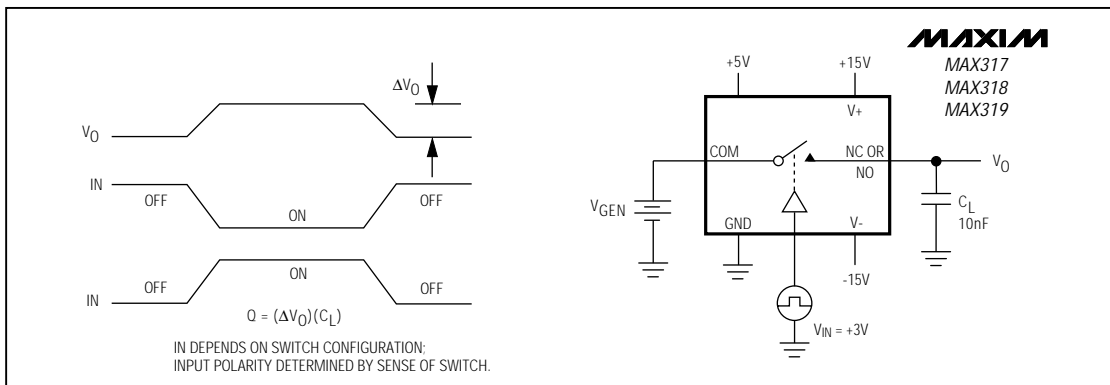 ΔVO
VO
IN
OFF
ON
OFF
IN
OFF
ON
OFF
Q = (ΔVO)(CL)
IN DEPENDS ON SWITCH CONFIGURATION;
INPUT POLARITY DETERMINED BY SENSE OF SWITCH.
MAXIM
MAX317
MAX318
MAX319
+5V
+15V
V+
COM
NC OR
NO
VO
VGEN
CL
10nF
GND
V-
-15V
VIN = +3V